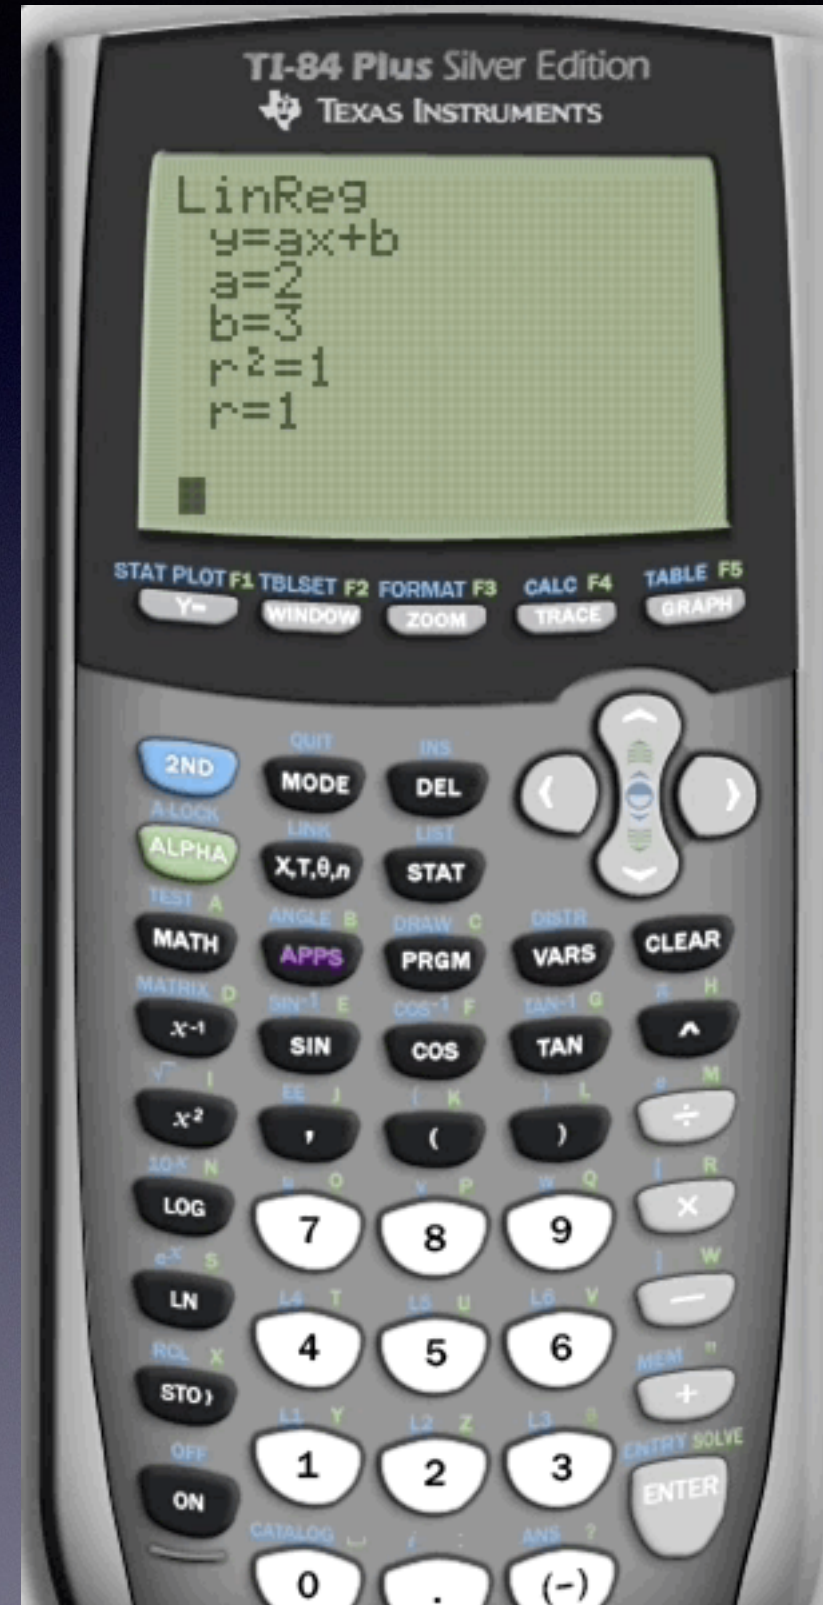 TI-84 Plus Silver Edition
TEXAS INSTRUMENTS
LinReg
y=ax+b
a=2
b=3
r²=1
r=1
STAT PLOT F1 TBLSET F2 FORMAT F3 CALC F4 TABLE F5
Y= WINDOW ZOOM TRACE GRAPH
QUIT INS
2ND MODE DEL
A-LOCK LINK LIST
ALPHA X,T,θ,n STAT
TEST A ANGLE B DRAW C DISTR
MATH APPS PRGM VARS CLEAR
MATRIX D SIN-1 E COS-1 F TAN-1 G π H
x-1 SIN COS TAN ^
√ I EE J { K } L e M
x² , ( ) ÷
10x N u O v P w Q [ R
LOG 7 8 9 ×
ex S L4 T L5 U L6 V ] W
LN 4 5 6 −
RCL X L1 Y L2 Z L3 MEM "
STO› 1 2 3 +
OFF ENTRY SOLVE
ON ENTER
CATALOG i : ANS ?
0 . (-)